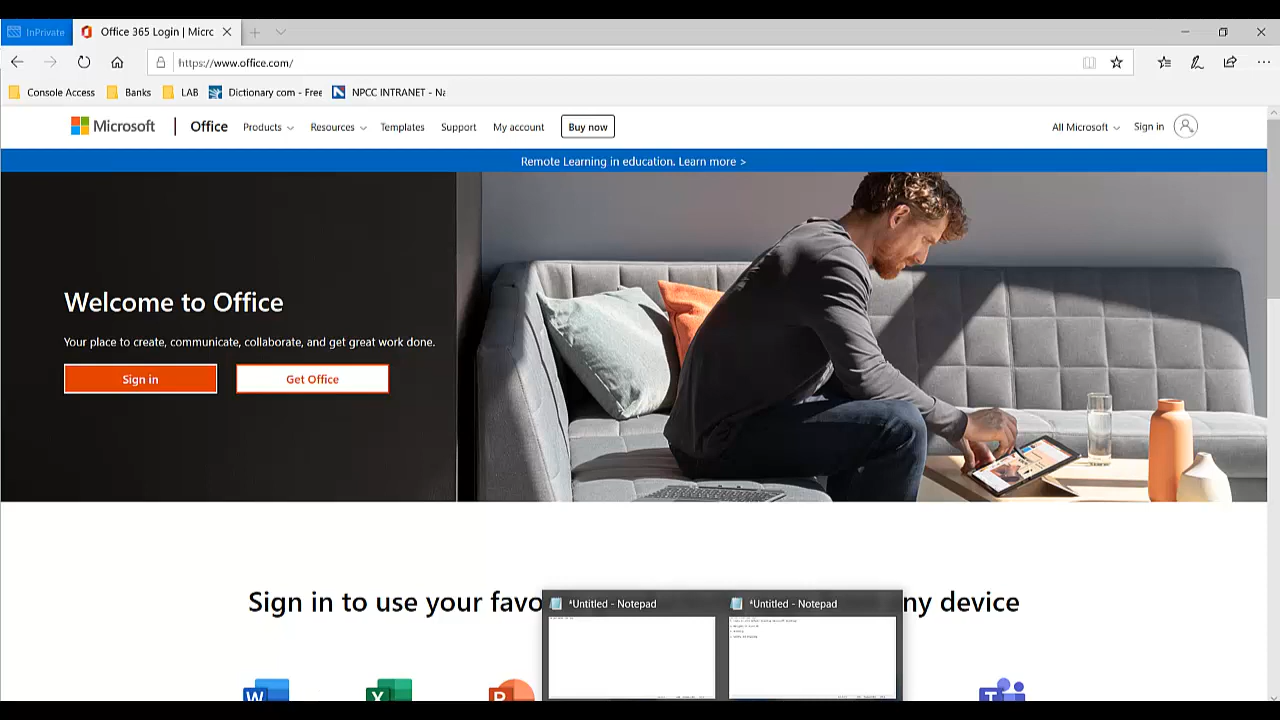 InPrivate
Office 365 Login | Micrc
https://www.office.com/
Console Access
Banks
LAB
Dictionary com - Free
NPCC INTRANET - Na
Microsoft
Office
Products
Resources
Templates
Support
My account
Buy now
All Microsoft
Sign in
Remote Learning in education. Learn more >
Welcome to Office
Your place to create, communicate, collaborate, and get great work done.
Sign in
Get Office
Sign in to use your favo
ny device
*Untitled - Notepad
*Untitled - Notepad
W
X
P
T